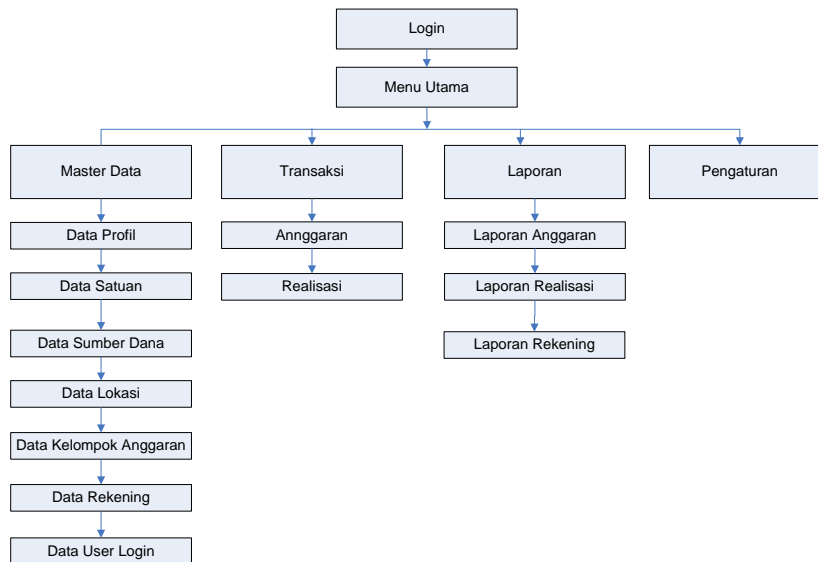 Login
Menu Utama
Master Data
Transaksi
Laporan
Pengaturan
Data Profil
Annggaran
Laporan Anggaran
Data Satuan
Realisasi
Laporan Realisasi
Data Sumber Dana
Laporan Rekening
Data Lokasi
Data Kelompok Anggaran
Data Rekening
Data User Login